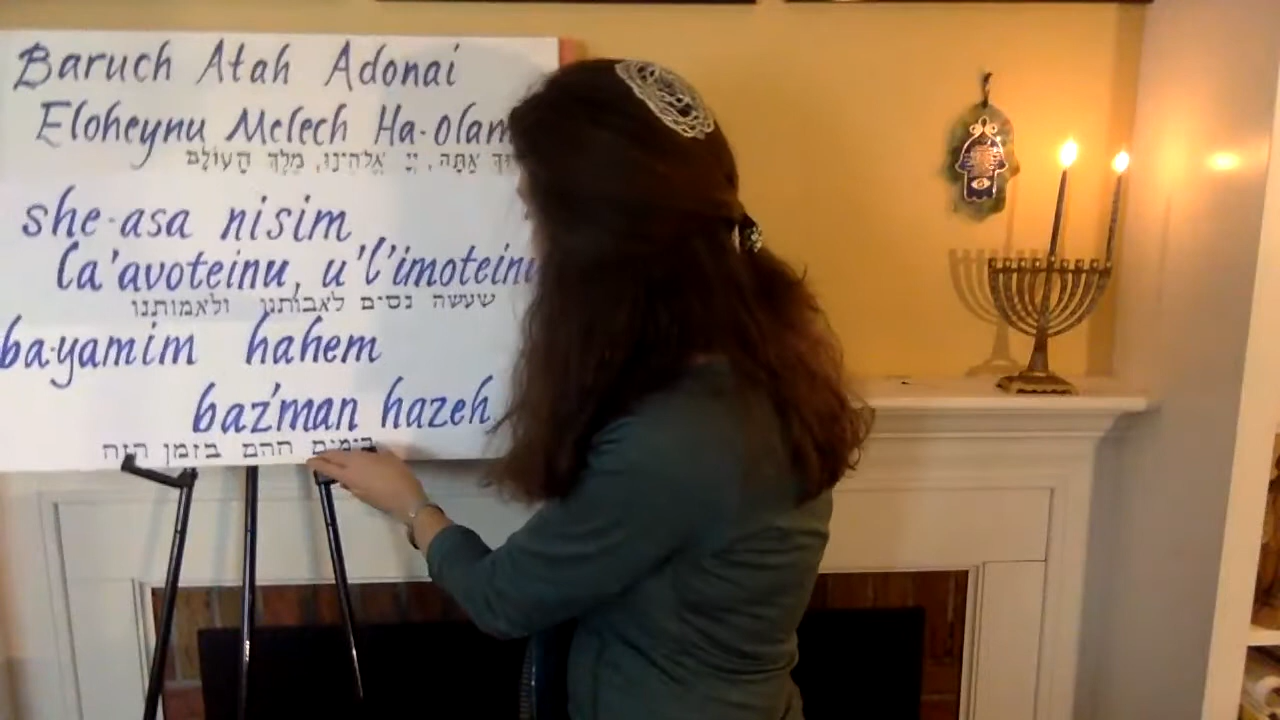 Baruch Atah Adonai
Eloheynu Melech Ha-olam
אַתָּה, יְיָ אֱלֹהֵינוּ, מֶלֶךְ הָעוֹלָם
she-asa nisim
La'avoteinu, u'l'imoteinu
שעשה נסים לאבותנו ולאמותנו
ba-yamim hahem
baz'man hazeh
בימים ההם בזמן הזה